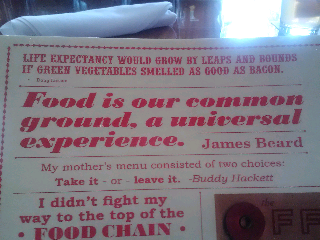 LIFE EXPECTANCY WOULD GROW BY LEAPS AND BOUNDS
IF GREEN VEGETABLES SMELLED AS GOOD AS BACON.
Food is our common
ground, a universal
experience. James Beard
My mother's menu consisted of two choices:
Take it - or - leave it. -Buddy Hackett
I didn't fight my
way to the top of the
• FOOD CHAIN •
the
OFF